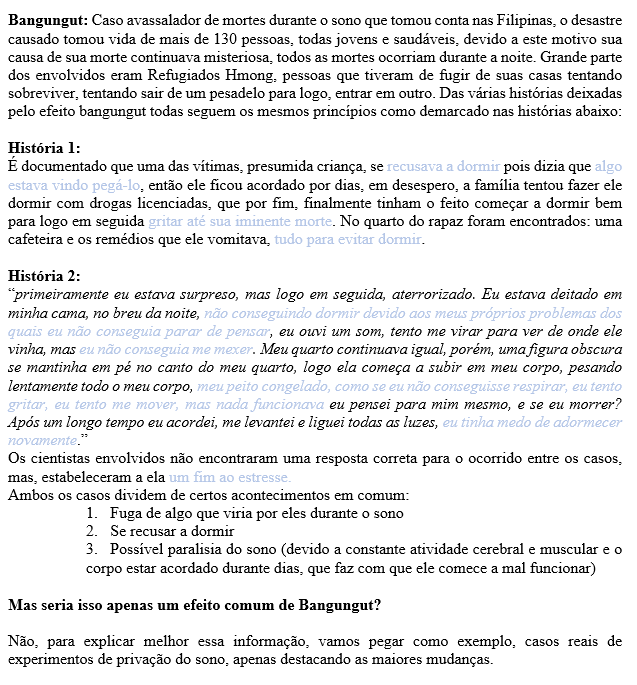 Bangungut: Caso avassalador de mortes durante o sono que tomou conta nas Filipinas, o desastre
causado tomou vida de mais de 130 pessoas, todas jovens e saudáveis, devido a este motivo sua
causa de sua morte continuava misteriosa, todos as mortes ocorriam durante a noite. Grande parte
dos envolvidos eram Refugiados Hmong, pessoas que tiveram de fugir de suas casas tentando
sobreviver, tentando sair de um pesadelo para logo, entrar em outro. Das várias histórias deixadas
pelo efeito bangungut todas seguem os mesmos princípios como demarcado nas histórias abaixo:
História 1:
É documentado que uma das vítimas, presumida criança, se recusava a dormir pois dizia que algo
estava vindo pegá-lo, então ele ficou acordado por dias, em desespero, a família tentou fazer ele
dormir com drogas licenciadas, que por fim, finalmente tinham o feito começar a dormir bem
para logo em seguida gritar até sua iminente morte. No quarto do rapaz foram encontrados: uma
cafeteira e os remédios que ele vomitava, tudo para evitar dormir.
História 2:
“primeiramente eu estava surpreso, mas logo em seguida, aterrorizado. Eu estava deitado em
minha cama, no breu da noite, não conseguindo dormir devido aos meus próprios problemas dos
quais eu não conseguia parar de pensar, eu ouvi um som, tento me virar para ver de onde ele
vinha, mas eu não conseguia me mexer. Meu quarto continuava igual, porém, uma figura obscura
se mantinha em pé no canto do meu quarto, logo ela começa a subir em meu corpo, pesando
lentamente todo o meu corpo, meu peito congelado, como se eu não conseguisse respirar, eu tento
gritar, eu tento me mover, mas nada funcionava eu pensei para mim mesmo, e se eu morrer?
Após um longo tempo eu acordei, me levantei e liguei todas as luzes, eu tinha medo de adormecer
novamente.”
Os cientistas envolvidos não encontraram uma resposta correta para o ocorrido entre os casos,
mas, estabeleceram a ela um fim ao estresse.
Ambos os casos dividem de certos acontecimentos em comum:
1. Fuga de algo que viria por eles durante o sono
2. Se recusar a dormir
3. Possível paralisia do sono (devido a constante atividade cerebral e muscular e o
corpo estar acordado durante dias, que faz com que ele comece a mal funcionar)
Mas seria isso apenas um efeito comum de Bangungut?
Não, para explicar melhor essa informação, vamos pegar como exemplo, casos reais de
experimentos de privação do sono, apenas destacando as maiores mudanças.